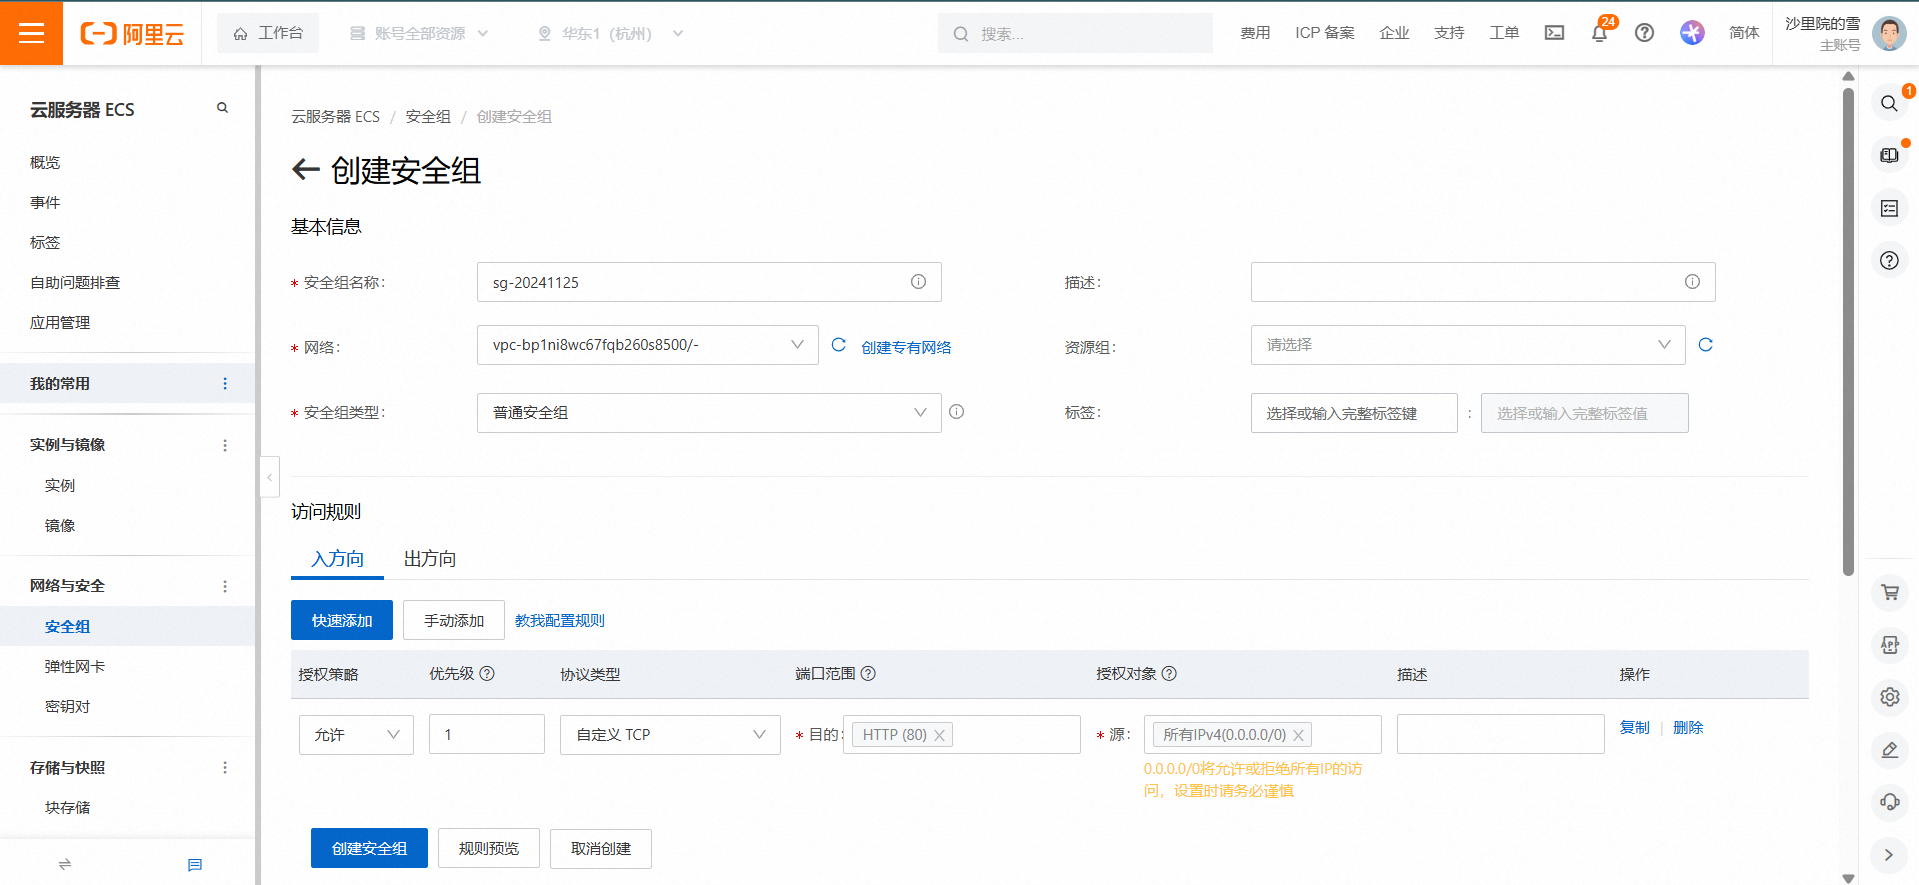 阿里云
工作台
账号全部资源
华东1（杭州）
搜索...
费用
ICP 备案
企业
支持
工单
24
简体
沙里院的雪
主账号
云服务器 ECS
概览
事件
标签
自助问题排查
应用管理
我的常用
实例与镜像
实例
镜像
网络与安全
安全组
弹性网卡
密钥对
存储与快照
块存储
云服务器 ECS / 安全组 / 创建安全组
创建安全组
基本信息
* 安全组名称：
sg-20241125
描述：
* 网络：
vpc-bp1ni8wc67fqb260s8500/-
创建专有网络
资源组：
请选择
* 安全组类型：
普通安全组
标签：
选择或输入完整标签键
:
选择或输入完整标签值
访问规则
入方向
出方向
快速添加
手动添加
教我配置规则
授权策略
优先级
协议类型
端口范围
授权对象
描述
操作
允许
1
自定义 TCP
* 目的：
HTTP (80)
* 源：
所有IPv4(0.0.0.0/0)
复制 | 删除
0.0.0.0/0将允许或拒绝所有IP的访
问，设置时请务必谨慎
创建安全组
规则预览
取消创建
1
APP